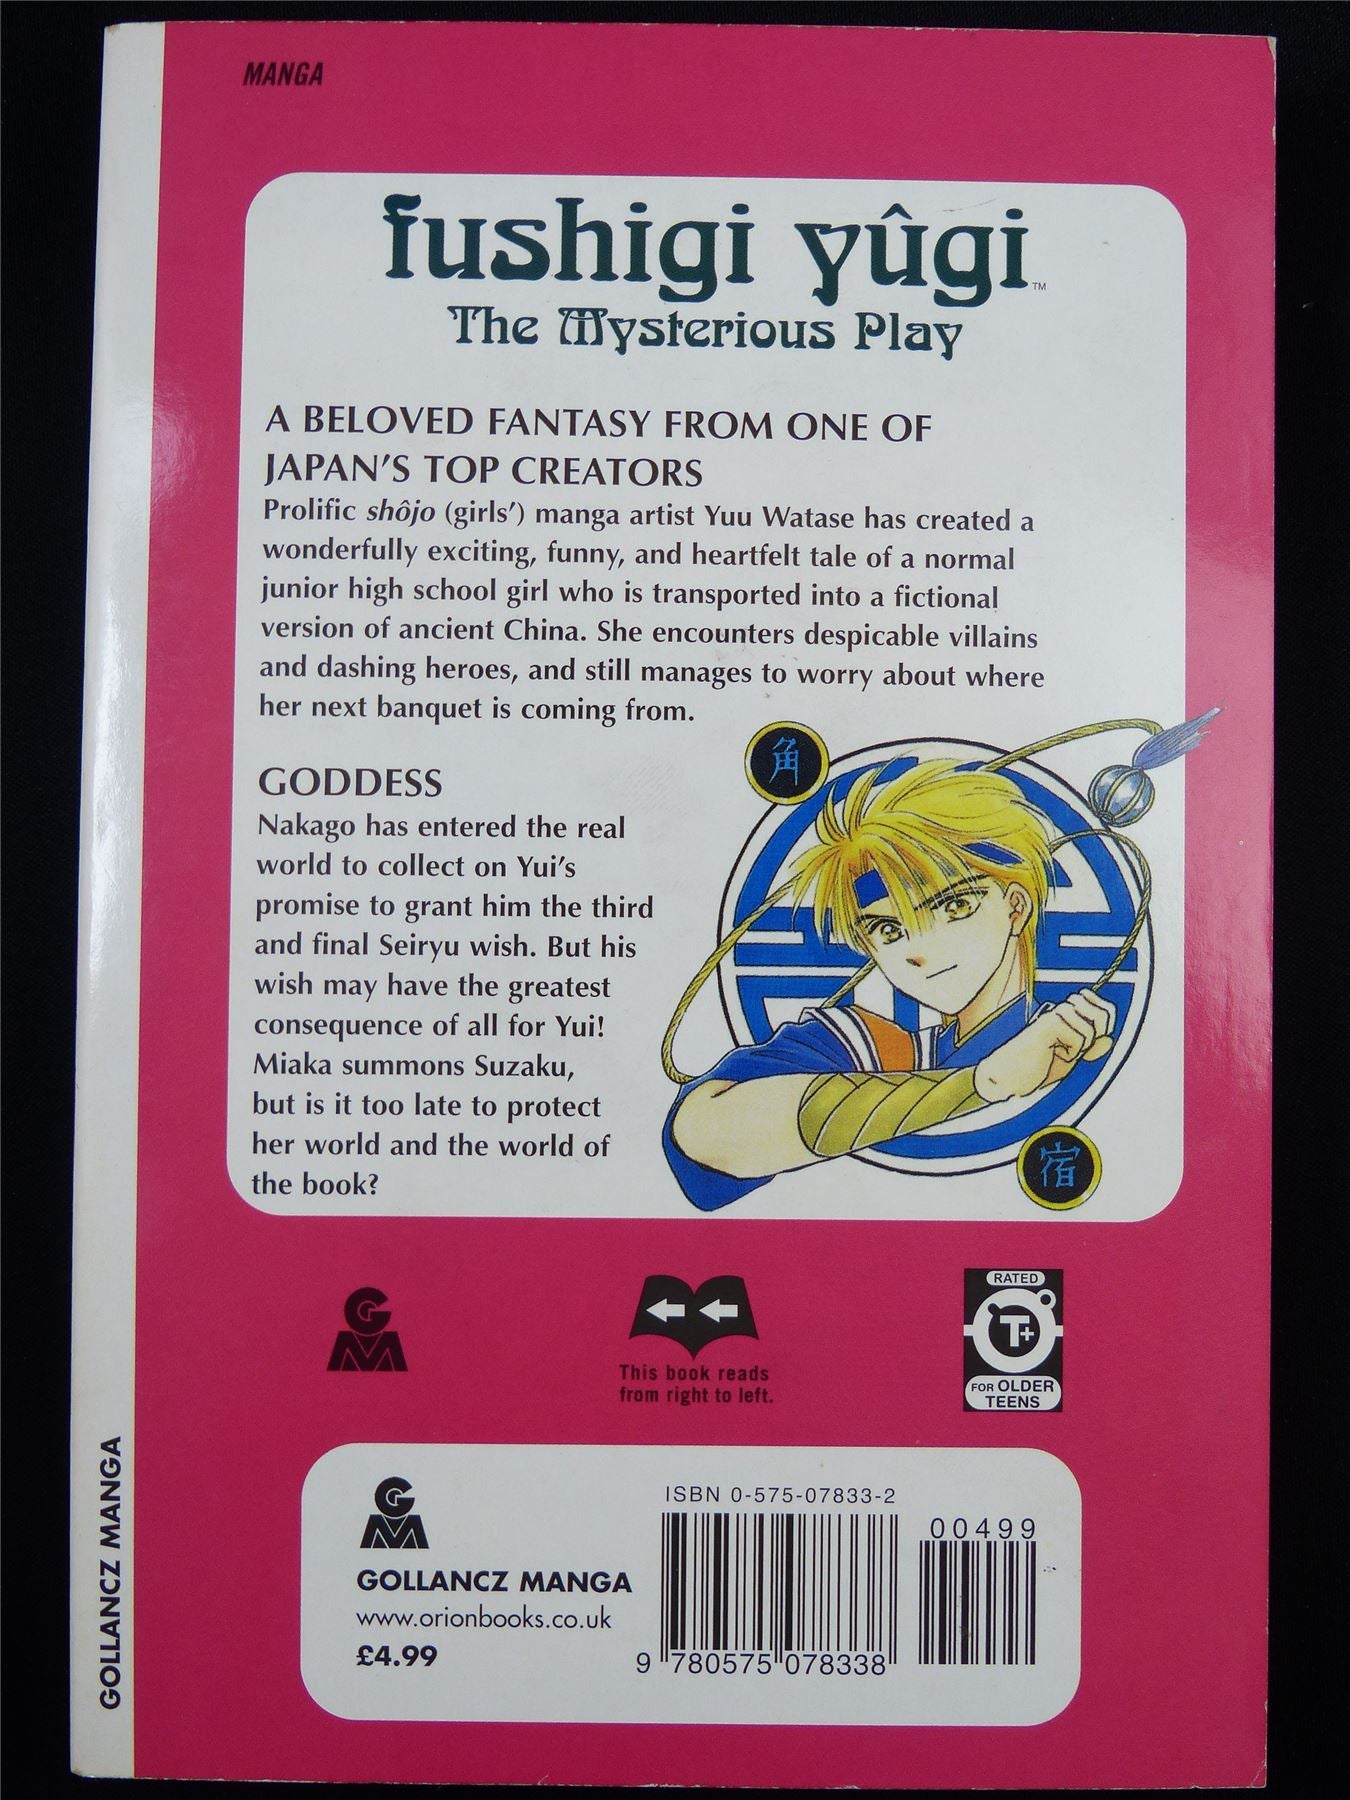 MANGA
fushigi yûgi™
The Mysterious Play
A BELOVED FANTASY FROM ONE OF
JAPAN'S TOP CREATORS
Prolific shôjo (girls') manga artist Yuu Watase has created a
wonderfully exciting, funny, and heartfelt tale of a normal
junior high school girl who is transported into a fictional
version of ancient China. She encounters despicable villains
and dashing heroes, and still manages to worry about where
her next banquet is coming from.
角
GODDESS
Nakago has entered the real
world to collect on Yui's
promise to grant him the third
and final Seiryu wish. But his
wish may have the greatest
consequence of all for Yui!
Miaka summons Suzaku,
but is it too late to protect
her world and the world of
the book?
宿
GM
This book reads
from right to left.
RATED
T+
FOR OLDER
TEENS
GOLLANCZ MANGA
GM
GOLLANCZ MANGA
www.orionbooks.co.uk
£4.99
ISBN 0-575-07833-2
00499
9 780575 078338